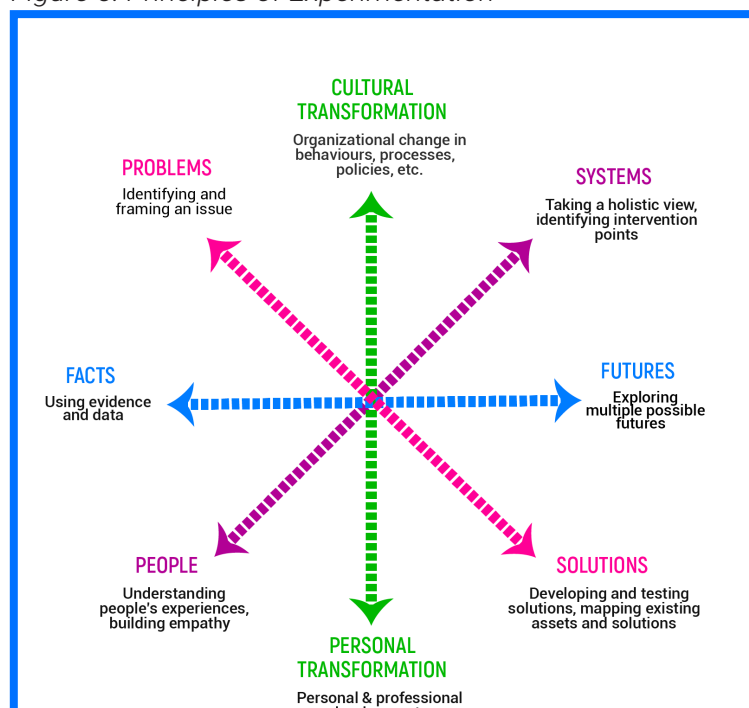 CULTURAL
TRANSFORMATION
Organizational change in
behaviours, processes,
policies, etc.
PROBLEMS
Identifying and
framing an issue
SYSTEMS
Taking a holistic view,
identifying intervention
points
FACTS
Using evidence
and data
FUTURES
Exploring
multiple possible
futures
PEOPLE
Understanding
people's experiences,
building empathy
SOLUTIONS
Developing and testing
solutions, mapping existing
assets and solutions
PERSONAL
TRANSFORMATION
Personal & professional